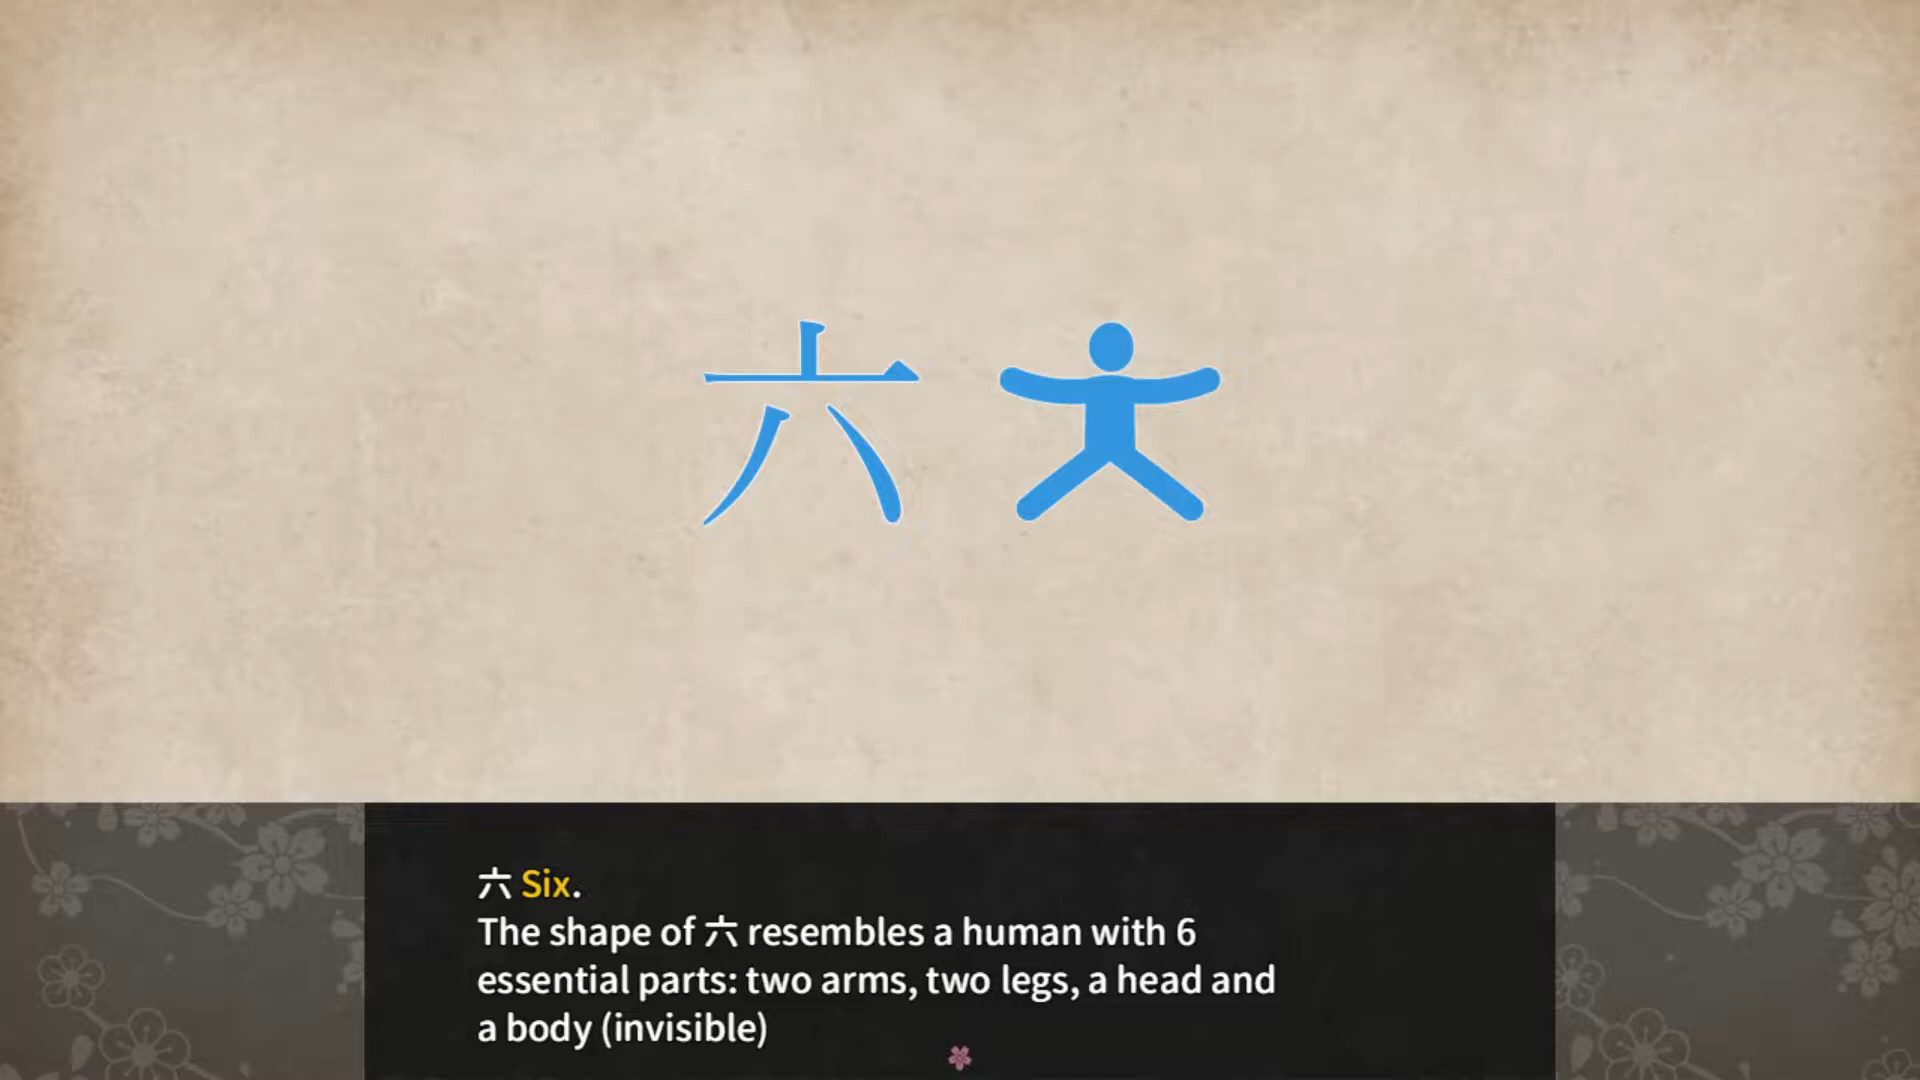 六
六 Six.
The shape of 六 resembles a human with 6
essential parts: two arms, two legs, a head and
a body (invisible)